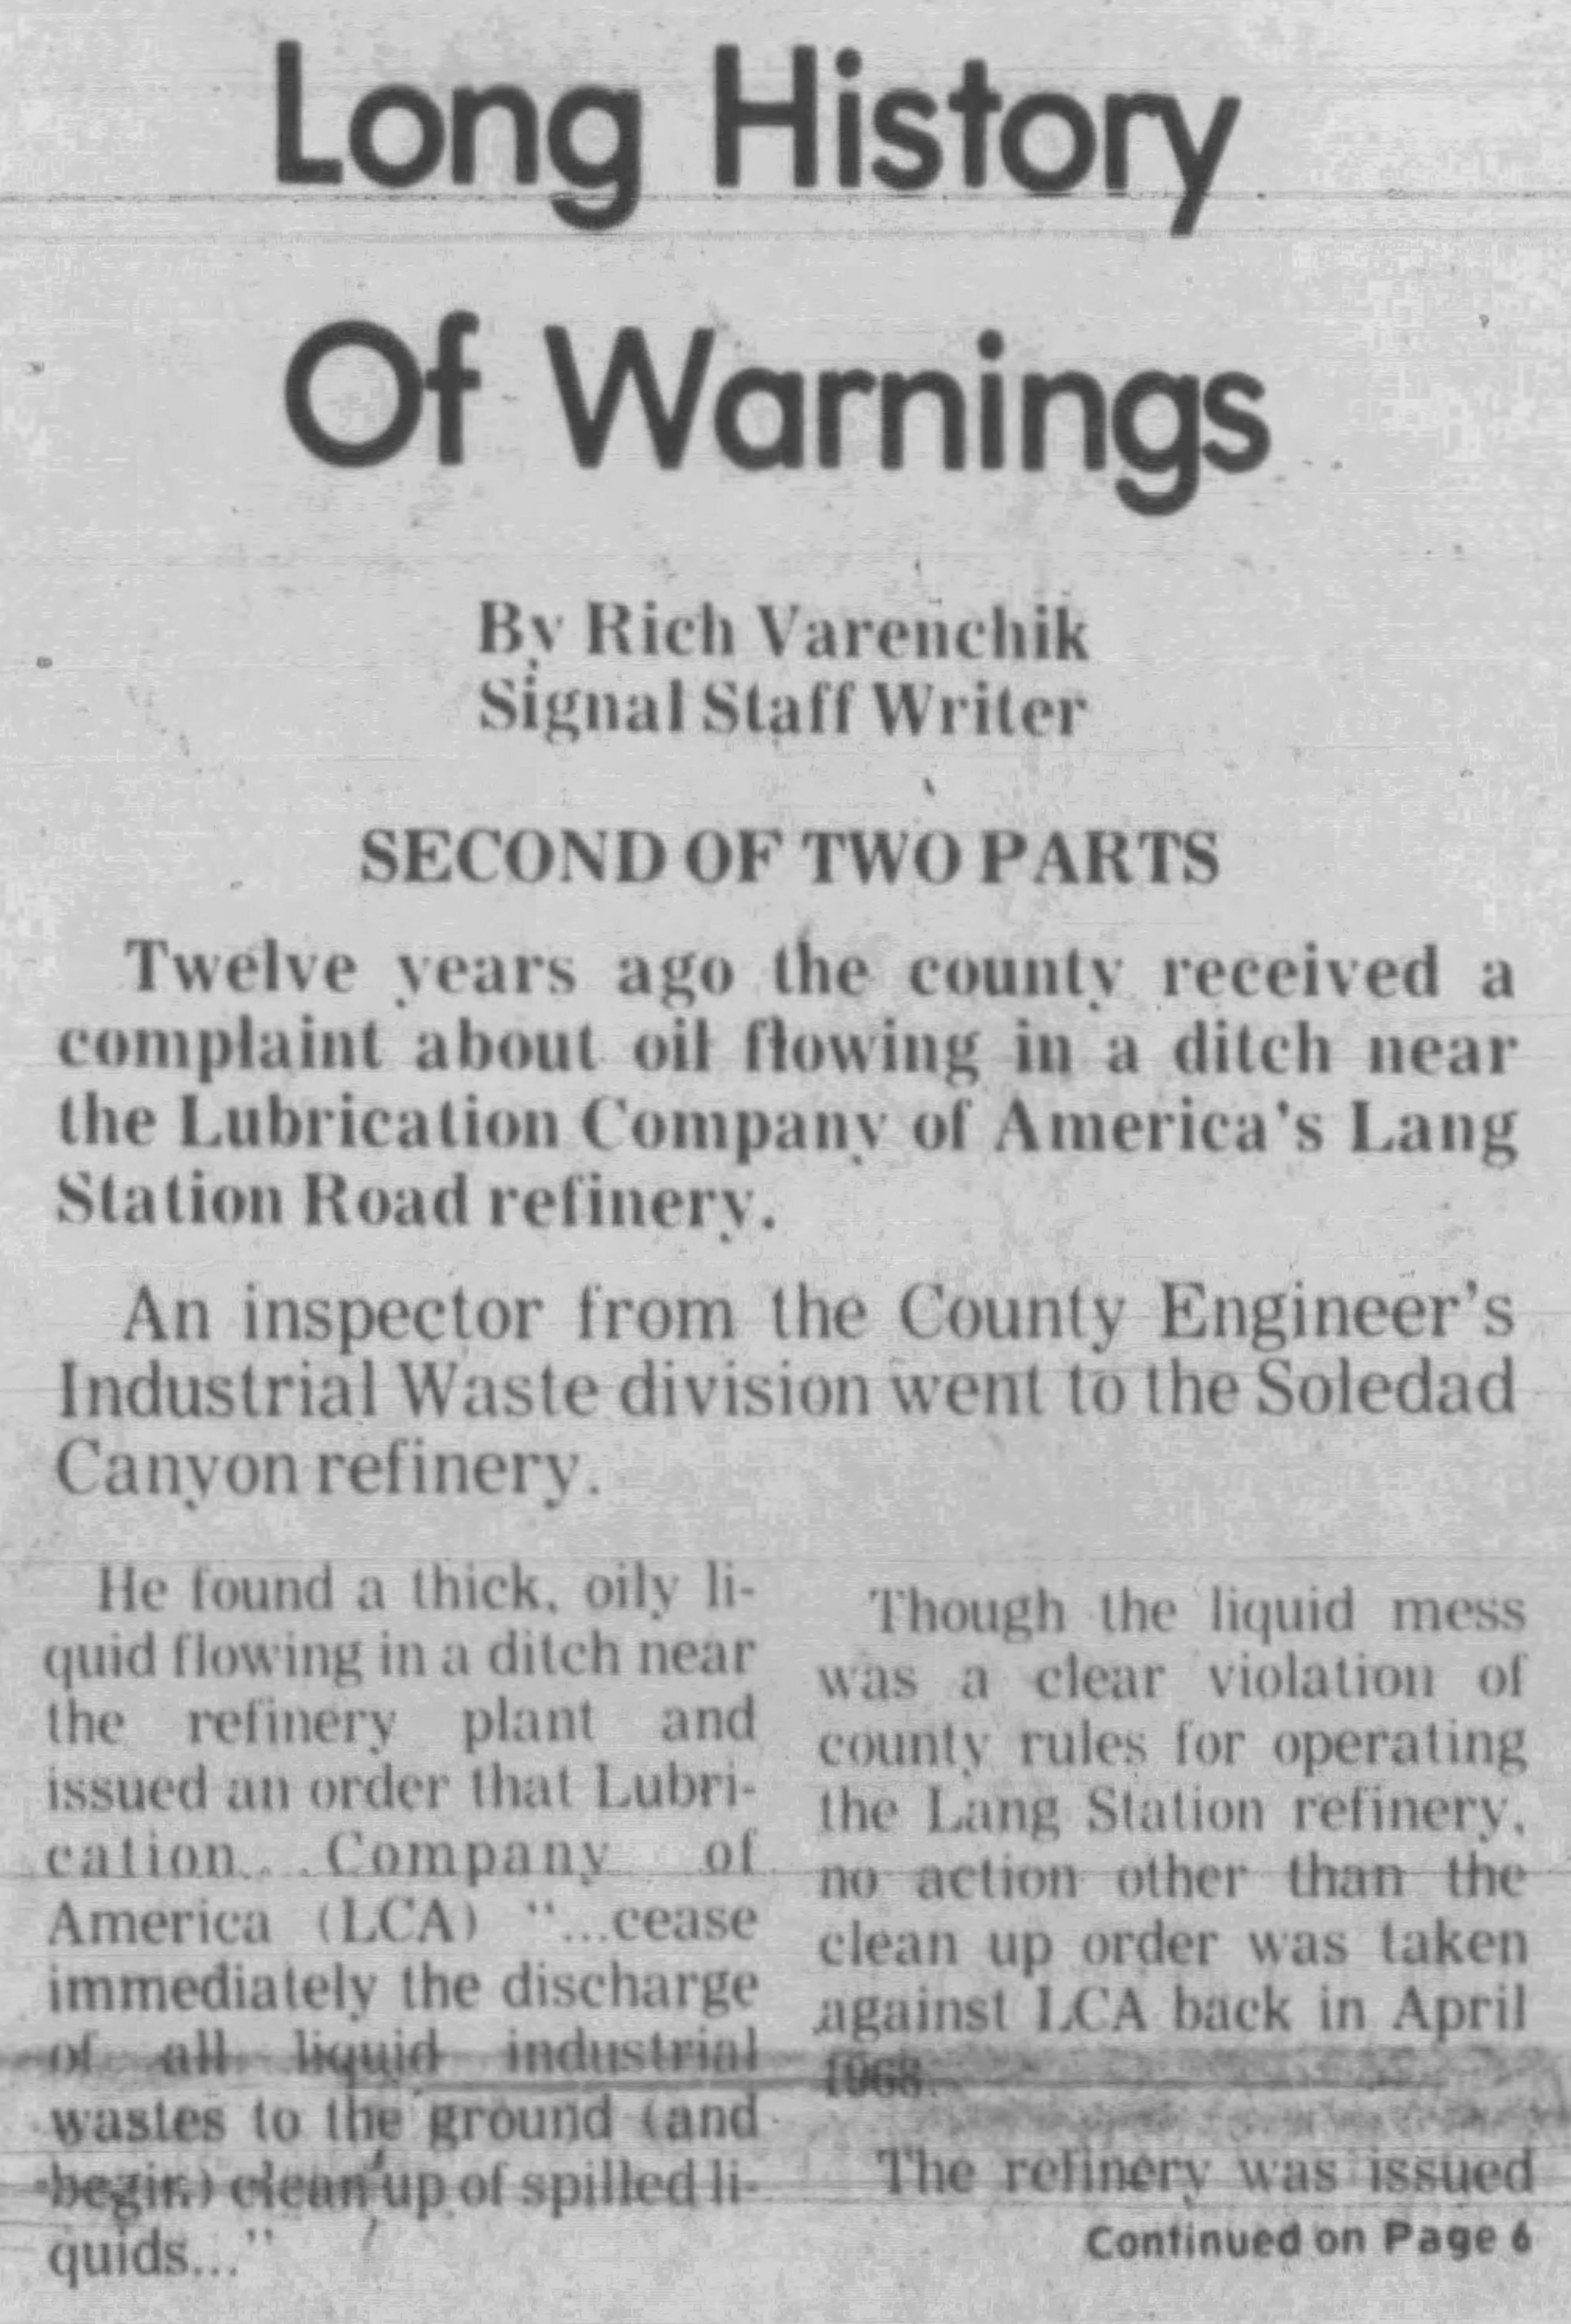 Long History
Of Warnings
By Rich Varenchik
Signal Staff Writer
SECOND OF TWO PARTS
Twelve years ago the county received a
complaint about oil flowing in a ditch near
the Lubrication Company of America's Lang
Station Road refinery.
An inspector from the County Engineer's
Industrial Waste division went to the Soledad
Canyon refinery.
He found a thick, oily li-
quid flowing in a ditch near
the refinery plant and
issued an order that Lubri-
cation Company of
America (LCA) "...cease
immediately the discharge
of all liquid industrial
wastes to the ground (and
begin) clean up of spilled li-
quids..."
Though the liquid mess
was a clear violation of
county rules for operating
the Lang Station refinery,
no action other than the
clean up order was taken
against LCA back in April
1968.
The refinery was issued
Continued on Page 6